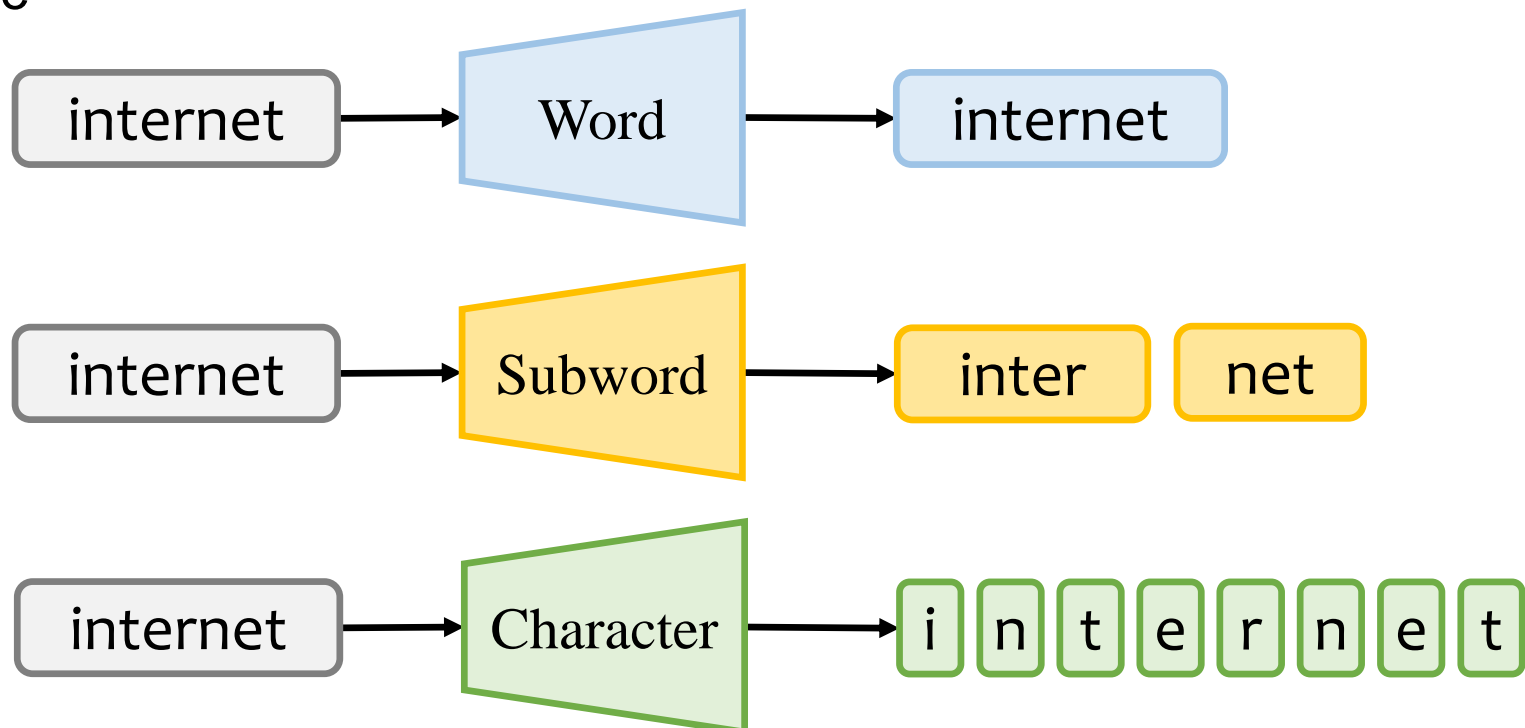 internet Word internet
internet Subword inter net
internet Character i n t e r n e t